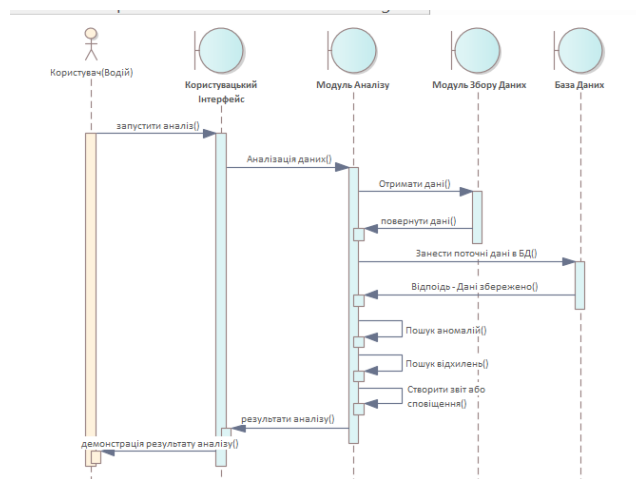 Користувач(Водій)
Користувацький
Інтерфейс
Модуль Аналізу
Модуль Збору Даних
База Даних
запустити аналіз()
Аналізація даних()
Отримати дані()
повернути дані()
Занести поточні дані в БД()
Відпоідь - Дані збережено()
Пошук аномалій()
Пошук відхилень()
Створити звіт або
сповіщення()
результати аналізу()
демонстрація результату аналізу()